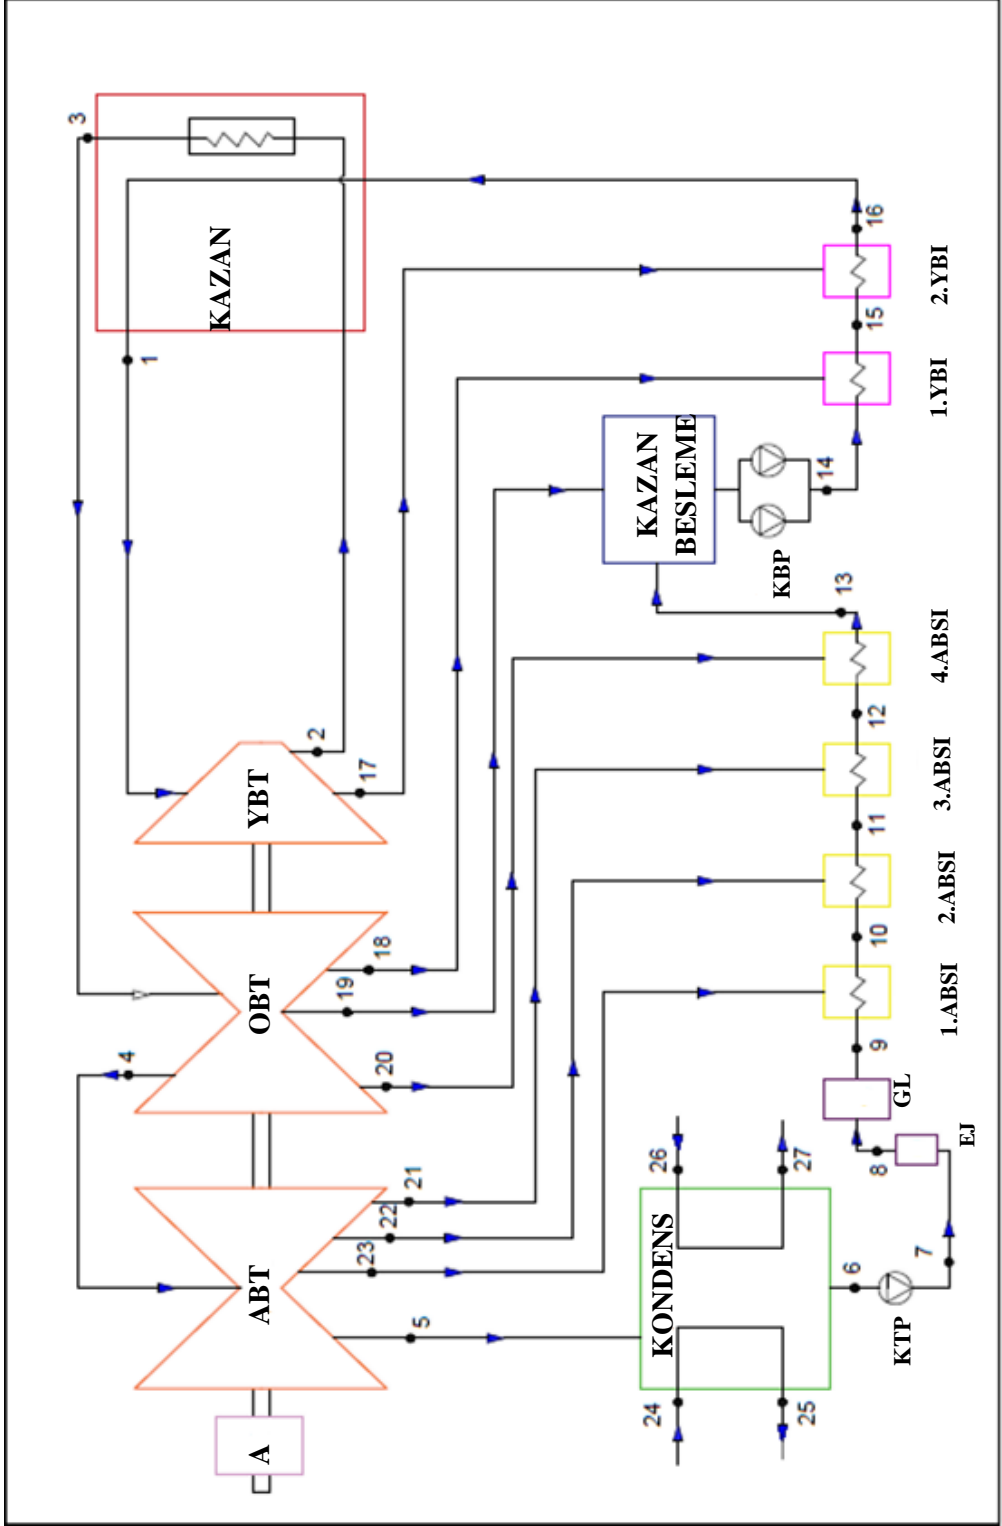 3
KAZAN
1
2
YBT
17
OBT
4
18
19
20
ABT
21
22
23
5
A
KAZAN
BESLEME
KBP
14
13
16
15
2.YBI
1.YBI
4.ABSI
12
3.ABSI
11
2.ABSI
10
1.ABSI
9
GL
EJ
8
7
6
KTP
KONDENS
26
27
24
25